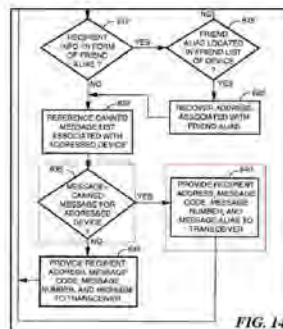 NO
RECIPIENT
INFO IN FORM
OF FRIEND
ALIAS ?
YES
FRIEND
ALIAS LOCATED
IN FRIEND LIST
OF DEVICE
?
NO
YES
RECOVER ADDRESS
ASSOCIATED WITH
FRIEND ALIAS
REFERENCE CANNED
MESSAGE LIST
ASSOCIATED WITH
ADDRESSED DEVICE
MESSAGE =
CANNED
MESSAGE FOR
ADDRESSED
DEVICE
?
YES
PROVIDE RECIPIENT
ADDRESS, MESSAGE
CODE, MESSAGE
NUMBER, AND
MESSAGE ALIAS TO
TRANSCEIVER
NO
PROVIDE RECIPIENT
ADDRESS, MESSAGE
CODE, MESSAGE
NUMBER, AND MESSAGE
TO TRANSCEIVER
FIG. 14